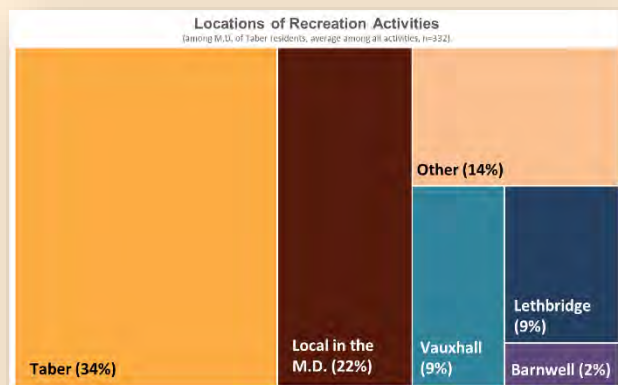 Locations of Recreation Activities
(among M.D. of Taber residents, average among all activities, n=332)
Taber (34%)
Local in the
M.D. (22%)
Other (14%)
Vauxhall
(9%)
Lethbridge
(9%)
Barnwell (2%)